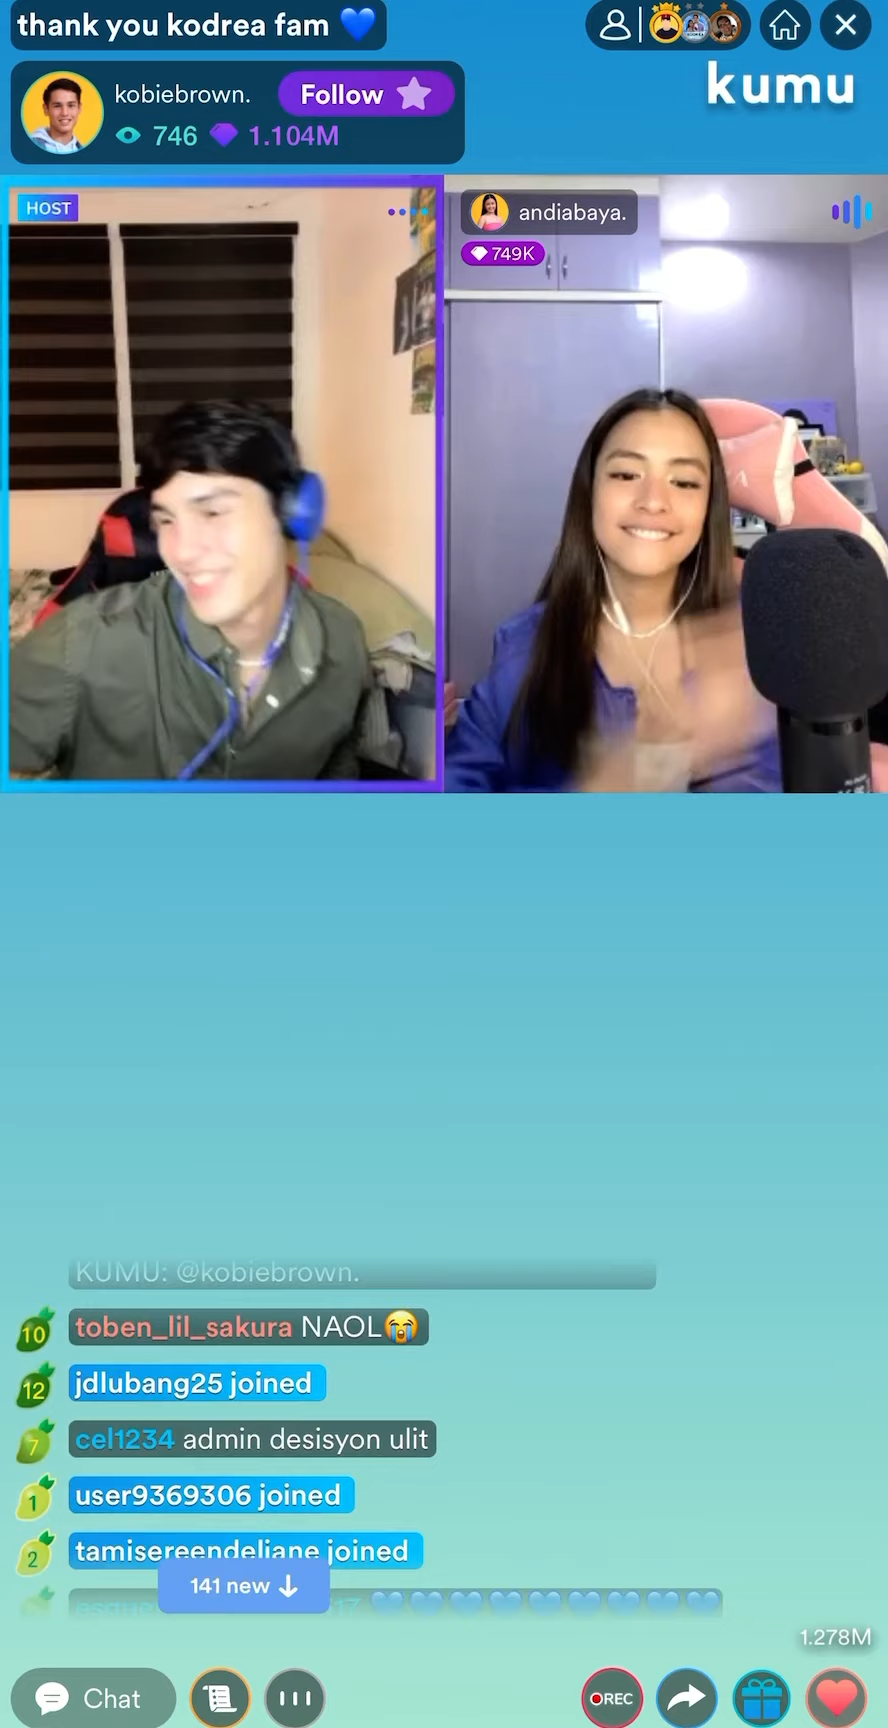 thank you kodrea fam 💙
kobiebrown. Follow
746 1.104M
kumu
HOST
andiabaya.
749K
KUMU: @kobiebrown.
10 toben_lil_sakura NAOL😭
12 jdlubang25 joined
7 cel1234 admin desisyon ulit
1 user9369306 joined
2 tamisereendeliane joined
141 new ↓
17 💙💙💙💙💙💙💙💙💙
1.278M
Chat
REC